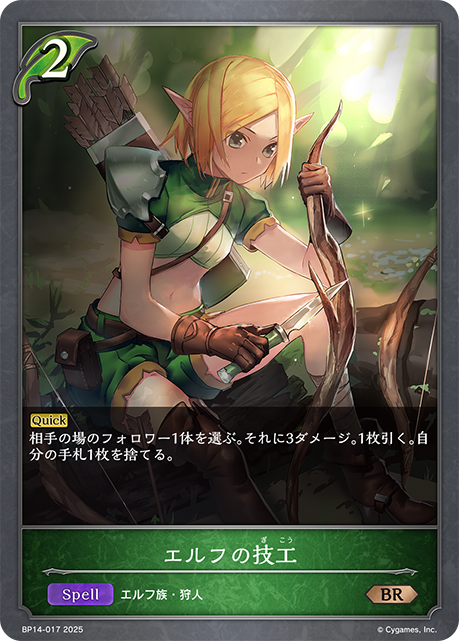 2
Quick
相手の場のフォロワー1体を選ぶ。それに3ダメージ。1枚引く。自
分の手札1枚を捨てる。
ぎこう
エルフの技工
Spell エルフ族・狩人 BR
BP14-017 2025 © Cygames, Inc.